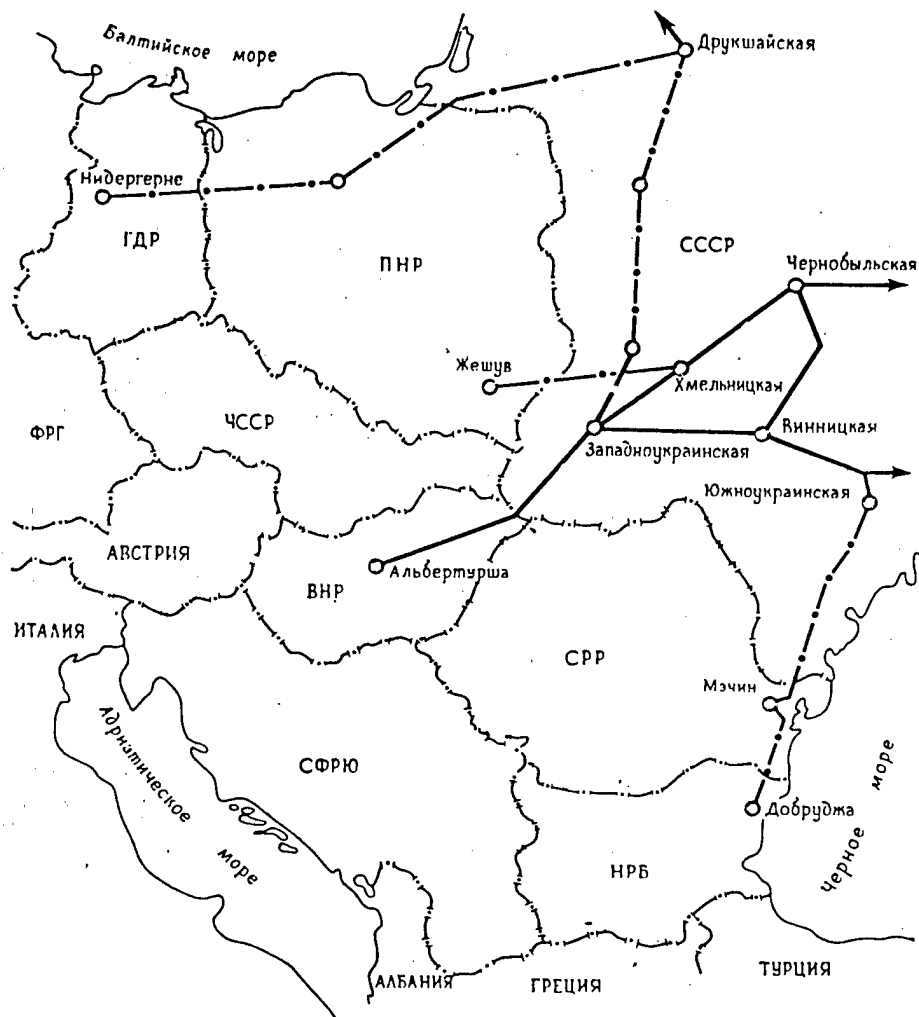 Балтийское море
Друкшайская
Нидергерне
ГДР
ПНР
СССР
Чернобыльская
Жешув
Хмельницкая
ФРГ
ЧССР
Западноукраинская
Винницкая
Южноукраинская
АВСТРИЯ
ВНР
Альбертурша
ИТАЛИЯ
СРР
Мэчин
Адриатическое море
СФРЮ
Черное море
Добруджа
НРБ
АЛБАНИЯ
ГРЕЦИЯ
ТУРЦИЯ